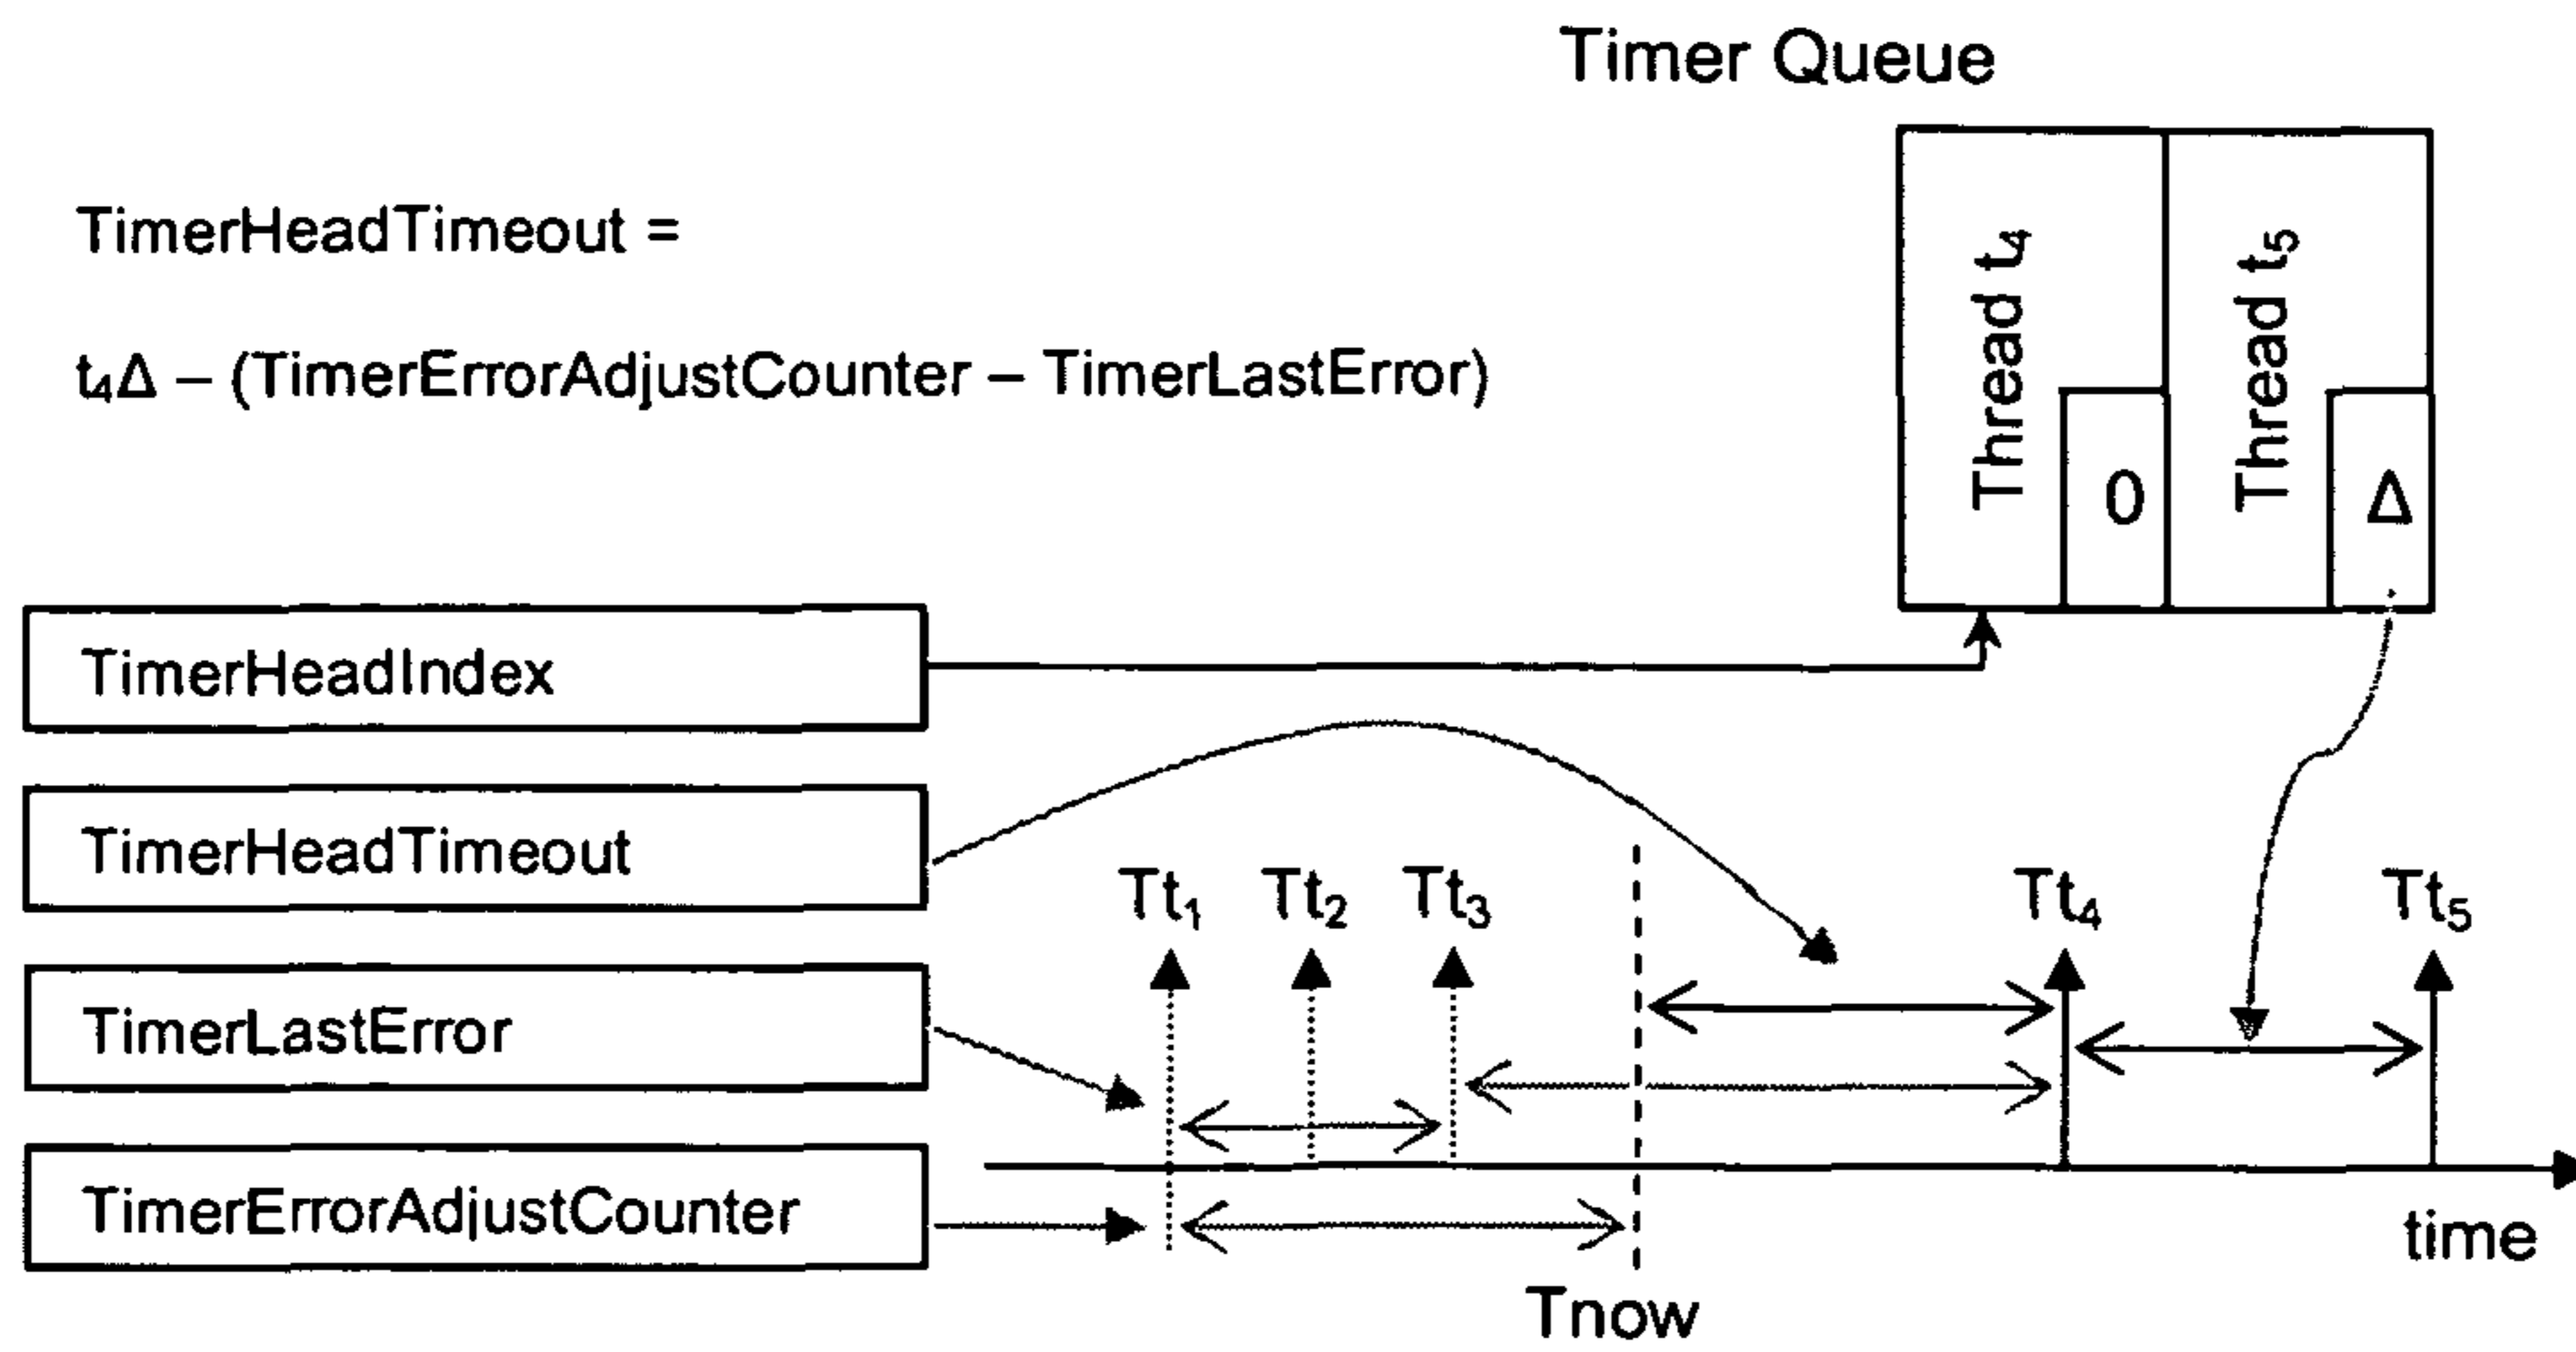 Timer Queue
TimerHeadTimeout =
t₄Δ – (TimerErrorAdjustCounter – TimerLastError)
Thread t₄
0
Thread t₅
Δ
TimerHeadIndex
TimerHeadTimeout
TimerLastError
TimerErrorAdjustCounter
Tt₁
Tt₂
Tt₃
Tt₄
Tt₅
time
Tnow